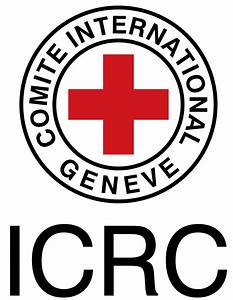 COMITE INTERNATIONAL
GENEVE
ICRC